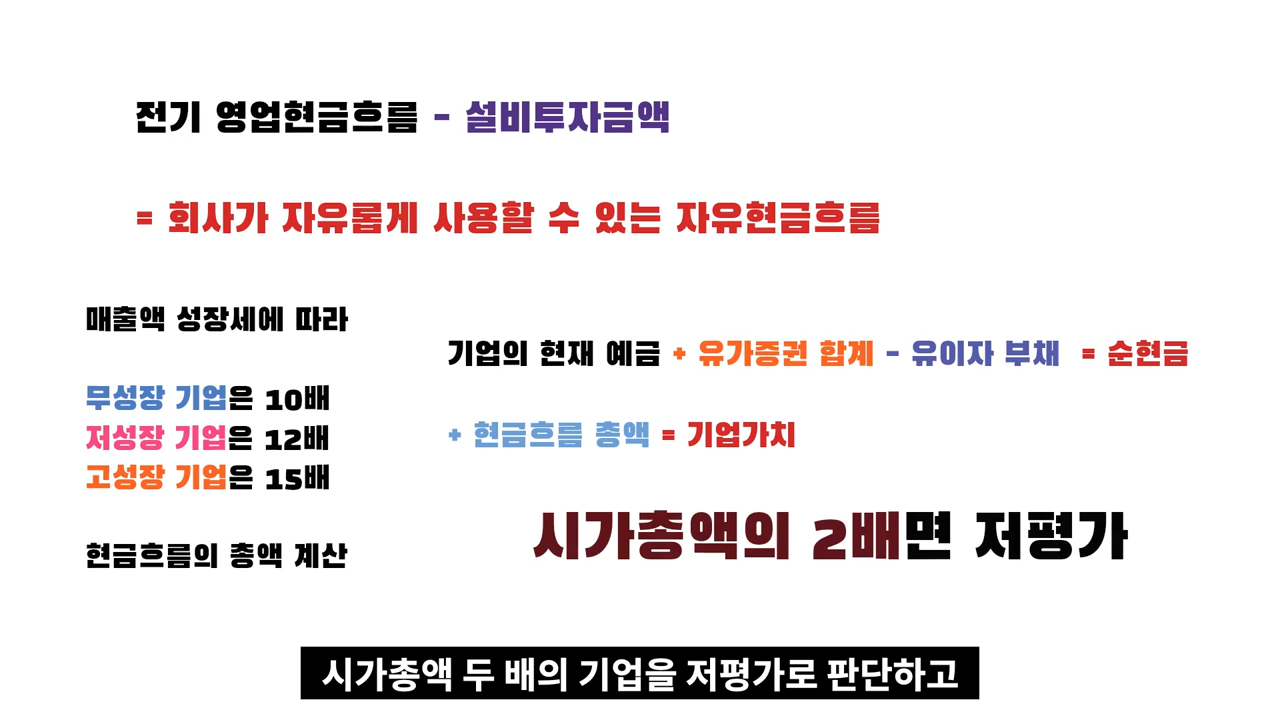 전기 영업현금흐름 - 설비투자금액
= 회사가 자유롭게 사용할 수 있는 자유현금흐름
매출액 성장세에 따라
무성장 기업은 10배
저성장 기업은 12배
고성장 기업은 15배
현금흐름의 총액 계산
기업의 현재 예금 + 유가증권 합계 - 유이자 부채 = 순현금
+ 현금흐름 총액 = 기업가치
시가총액의 2배면 저평가
시가총액 두 배의 기업을 저평가로 판단하고